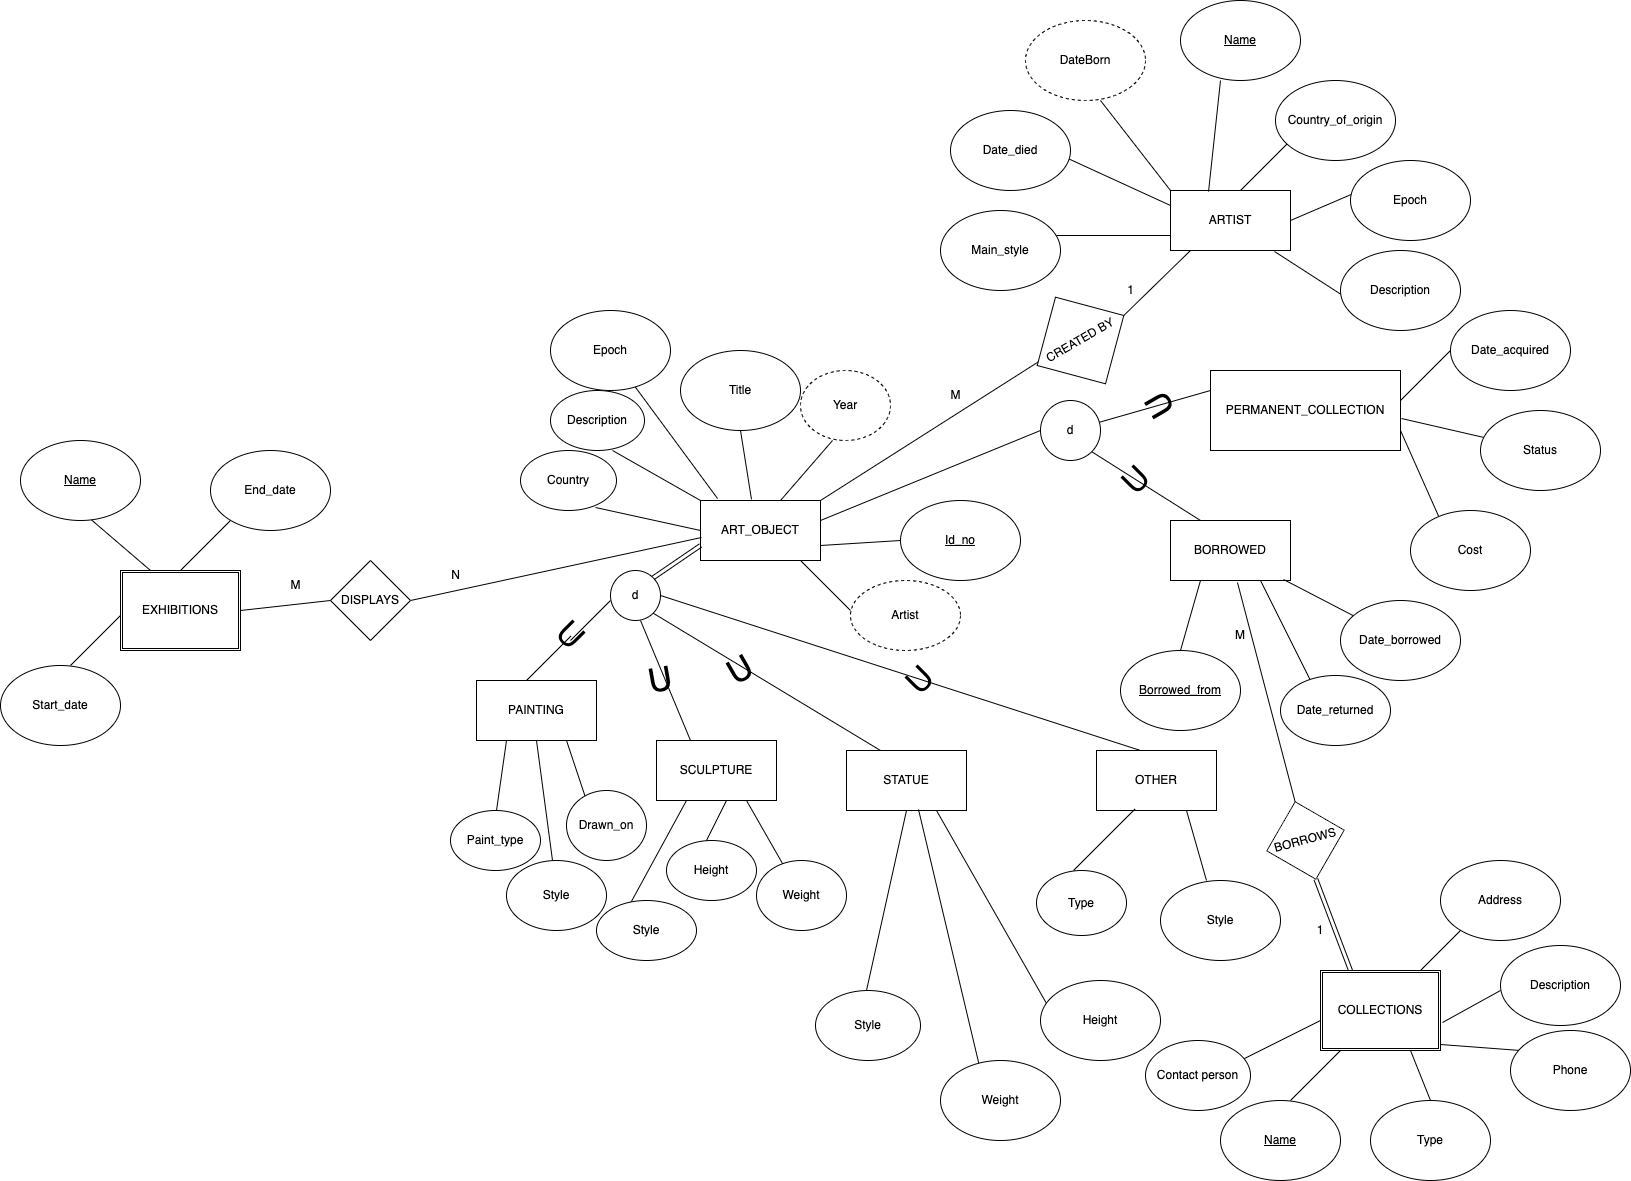 Name
DateBorn
Country_of_origin
Date_died
Epoch
ARTIST
Main_style
Description
1
CREATED BY
Epoch
Title
Year
M
Date_acquired
d
PERMANENT_COLLECTION
Status
Description
Country
Name
End_date
ART_OBJECT
Id_no
BORROWED
Cost
M
N
DISPLAYS
EXHIBITIONS
d
Artist
Start_date
M
Date_borrowed
Borrowed_from
Date_returned
PAINTING
SCULPTURE
STATUE
OTHER
Paint_type
Drawn_on
Style
Height
Weight
Style
Type
Style
BORROWS
1
Address
Description
COLLECTIONS
Style
Height
Weight
Contact person
Phone
Name
Type